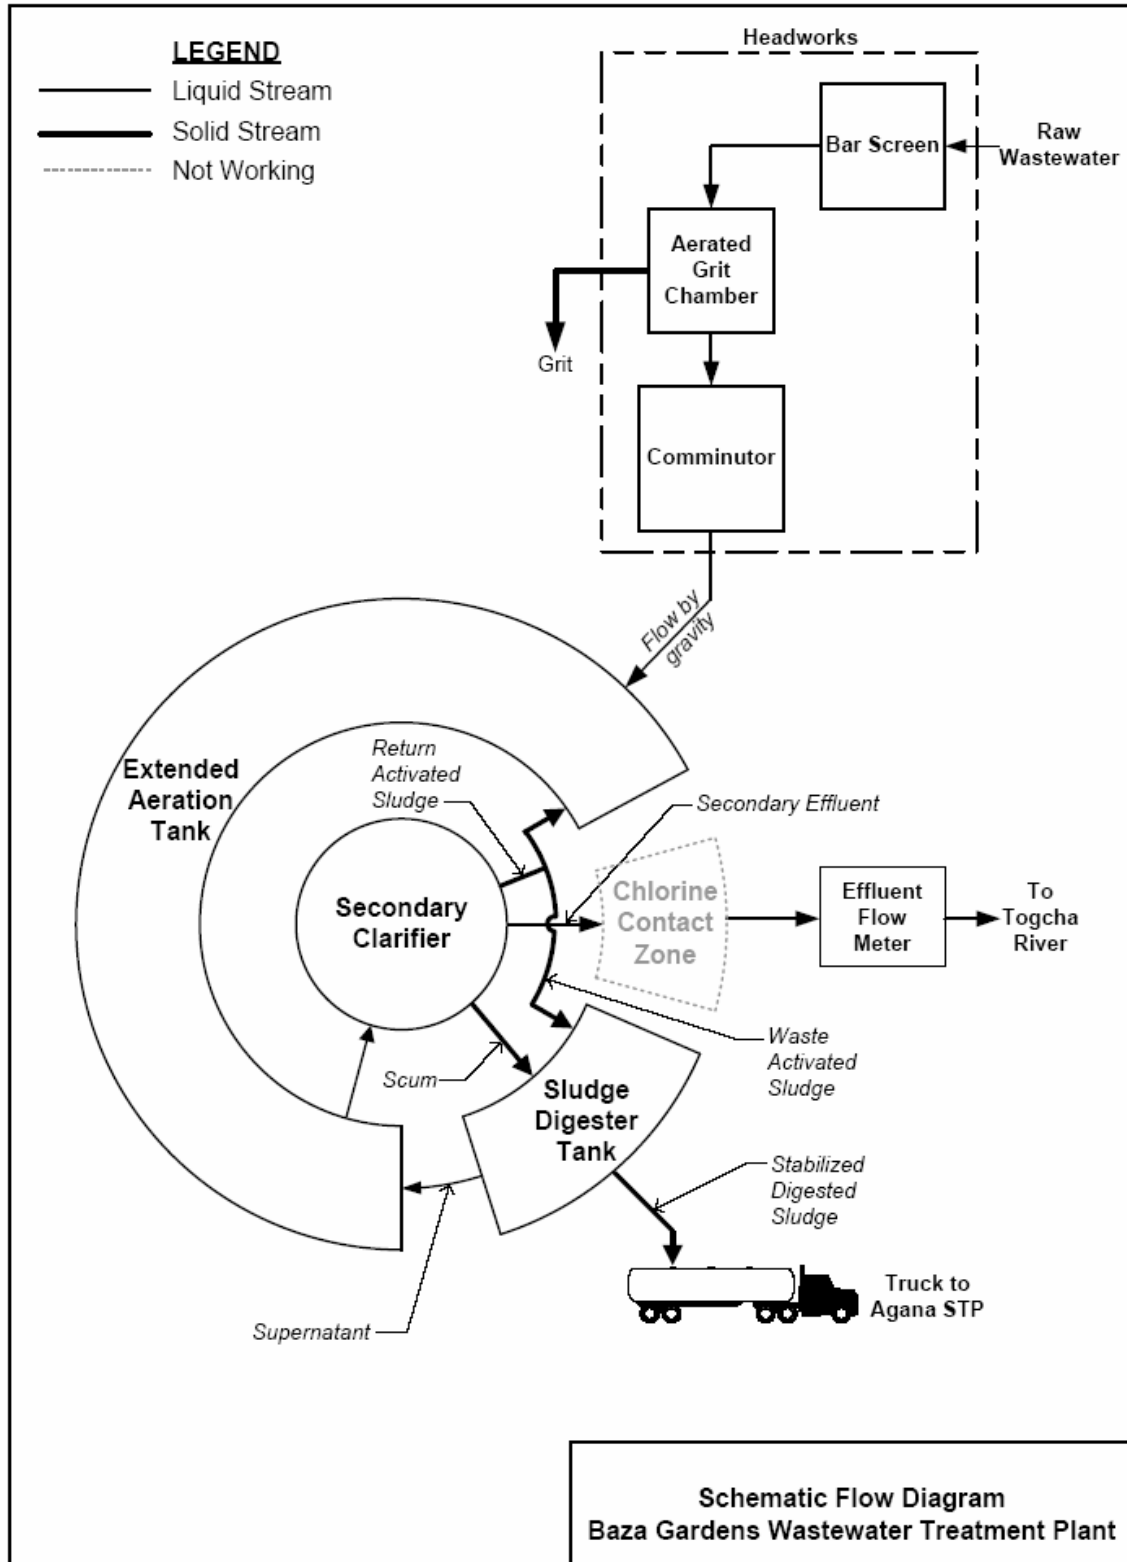 LEGEND
Liquid Stream
Solid Stream
Not Working
Headworks
Bar Screen
Raw
Wastewater
Aerated
Grit
Chamber
Grit
Comminutor
Flow by
gravity
Extended
Aeration
Tank
Return
Activated
Sludge
Secondary Effluent
Secondary
Clarifier
Chlorine
Contact
Zone
Effluent
Flow
Meter
To
Togcha
River
Waste
Activated
Sludge
Scum
Sludge
Digester
Tank
Stabilized
Digested
Sludge
Truck to
Agana STP
Supernatant
Schematic Flow Diagram
Baza Gardens Wastewater Treatment Plant